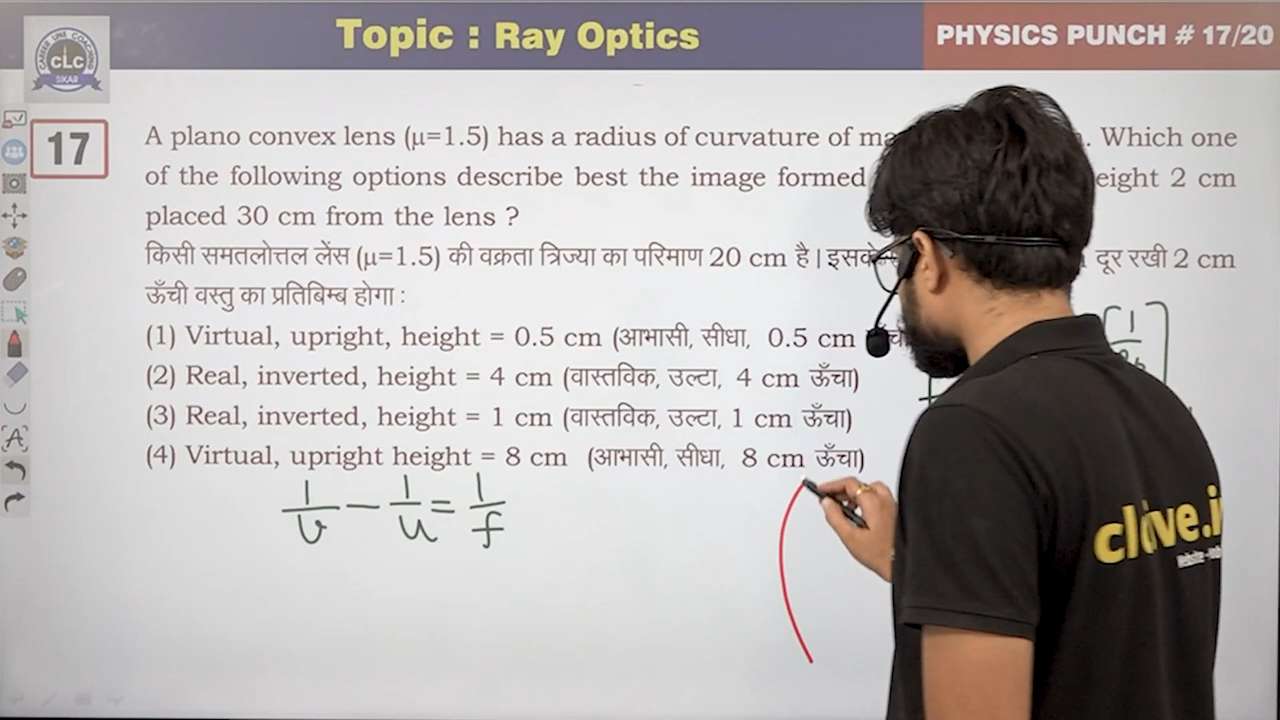 Topic : Ray Optics
PHYSICS PUNCH # 17/20
CAREER LINE COACHING
CLC
SIKAR
17
A plano convex lens (μ=1.5) has a radius of curvature of Which one
of the following options describe best the image formed 2 cm
placed 30 cm from the lens ?
किसी समतलोत्तल लेंस (μ=1.5) की वक्रता त्रिज्या का परिमाण 20 cm है। दूर रखी 2 cm
ऊँची वस्तु का प्रतिबिम्ब होगा :
(1) Virtual, upright, height = 0.5 cm (आभासी, सीधा, 0.5 cm
(2) Real, inverted, height = 4 cm (वास्तविक, उल्टा, 4 cm ऊँचा)
(3) Real, inverted, height = 1 cm (वास्तविक, उल्टा, 1 cm ऊँचा)
(4) Virtual, upright height = 8 cm (आभासी, सीधा, 8 cm ऊँचा)
1/v - 1/u = 1/f